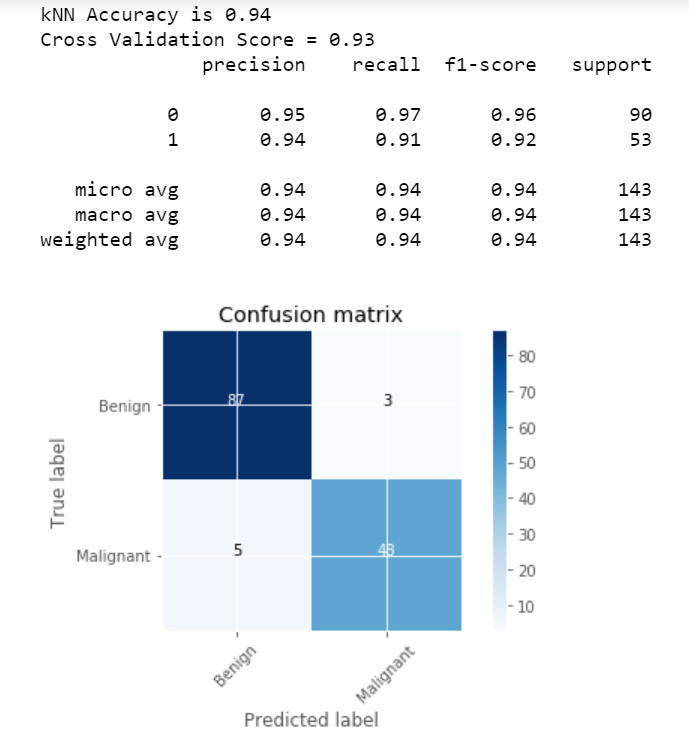 kNN Accuracy is 0.94
Cross Validation Score = 0.93
precision recall f1-score support
0 0.95 0.97 0.96 90
1 0.94 0.91 0.92 53
micro avg 0.94 0.94 0.94 143
macro avg 0.94 0.94 0.94 143
weighted avg 0.94 0.94 0.94 143
Confusion matrix
87 3
5 48
Benign
Malignant
True label
Benign Malignant
Predicted label
80
70
60
50
40
30
20
10